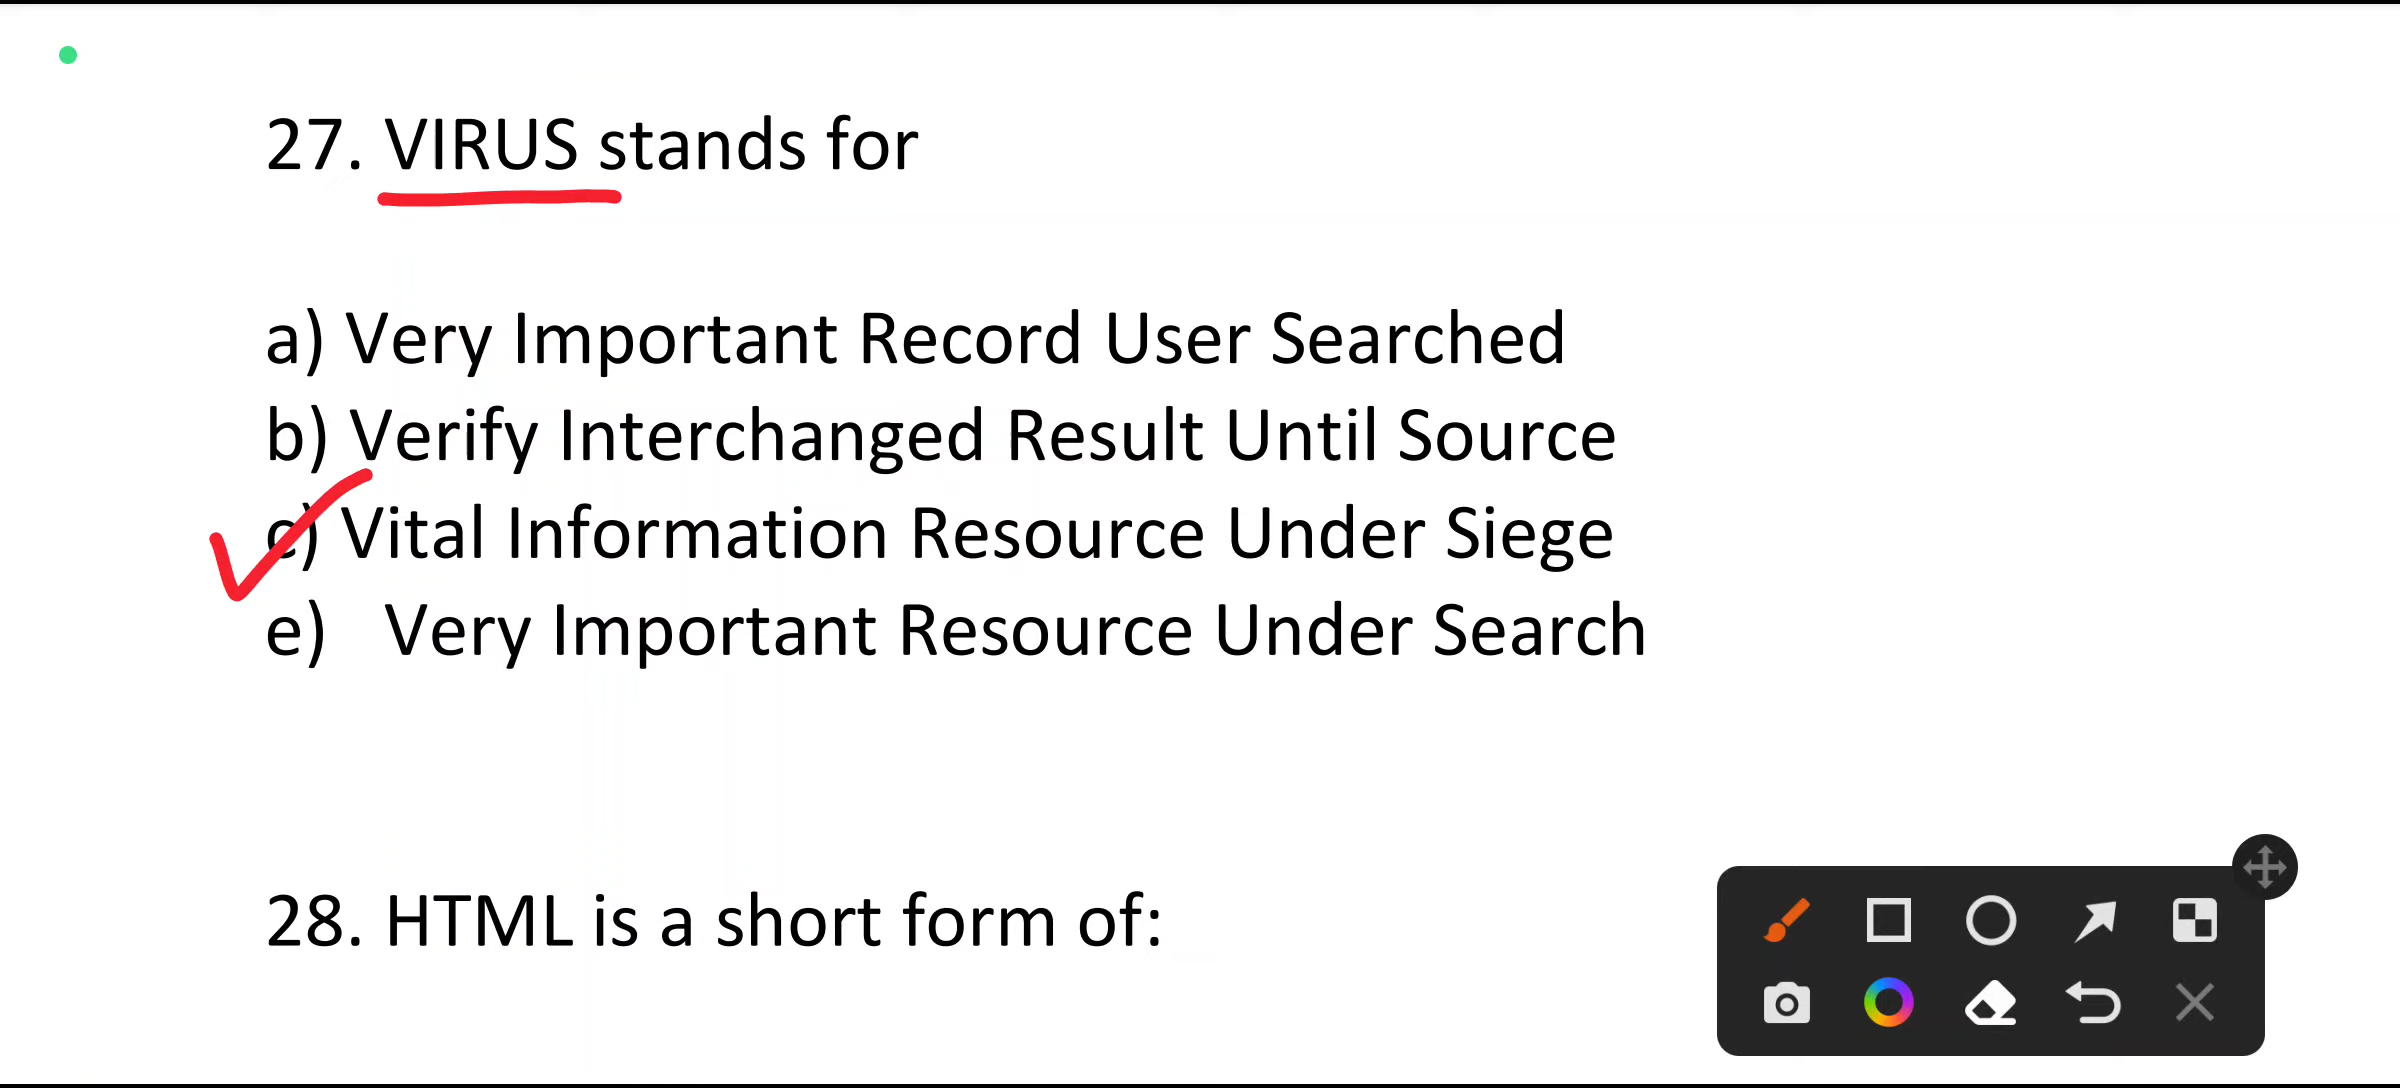 27. VIRUS stands for
a) Very Important Record User Searched
b) Verify Interchanged Result Until Source
c) Vital Information Resource Under Siege
e) Very Important Resource Under Search
28. HTML is a short form of: